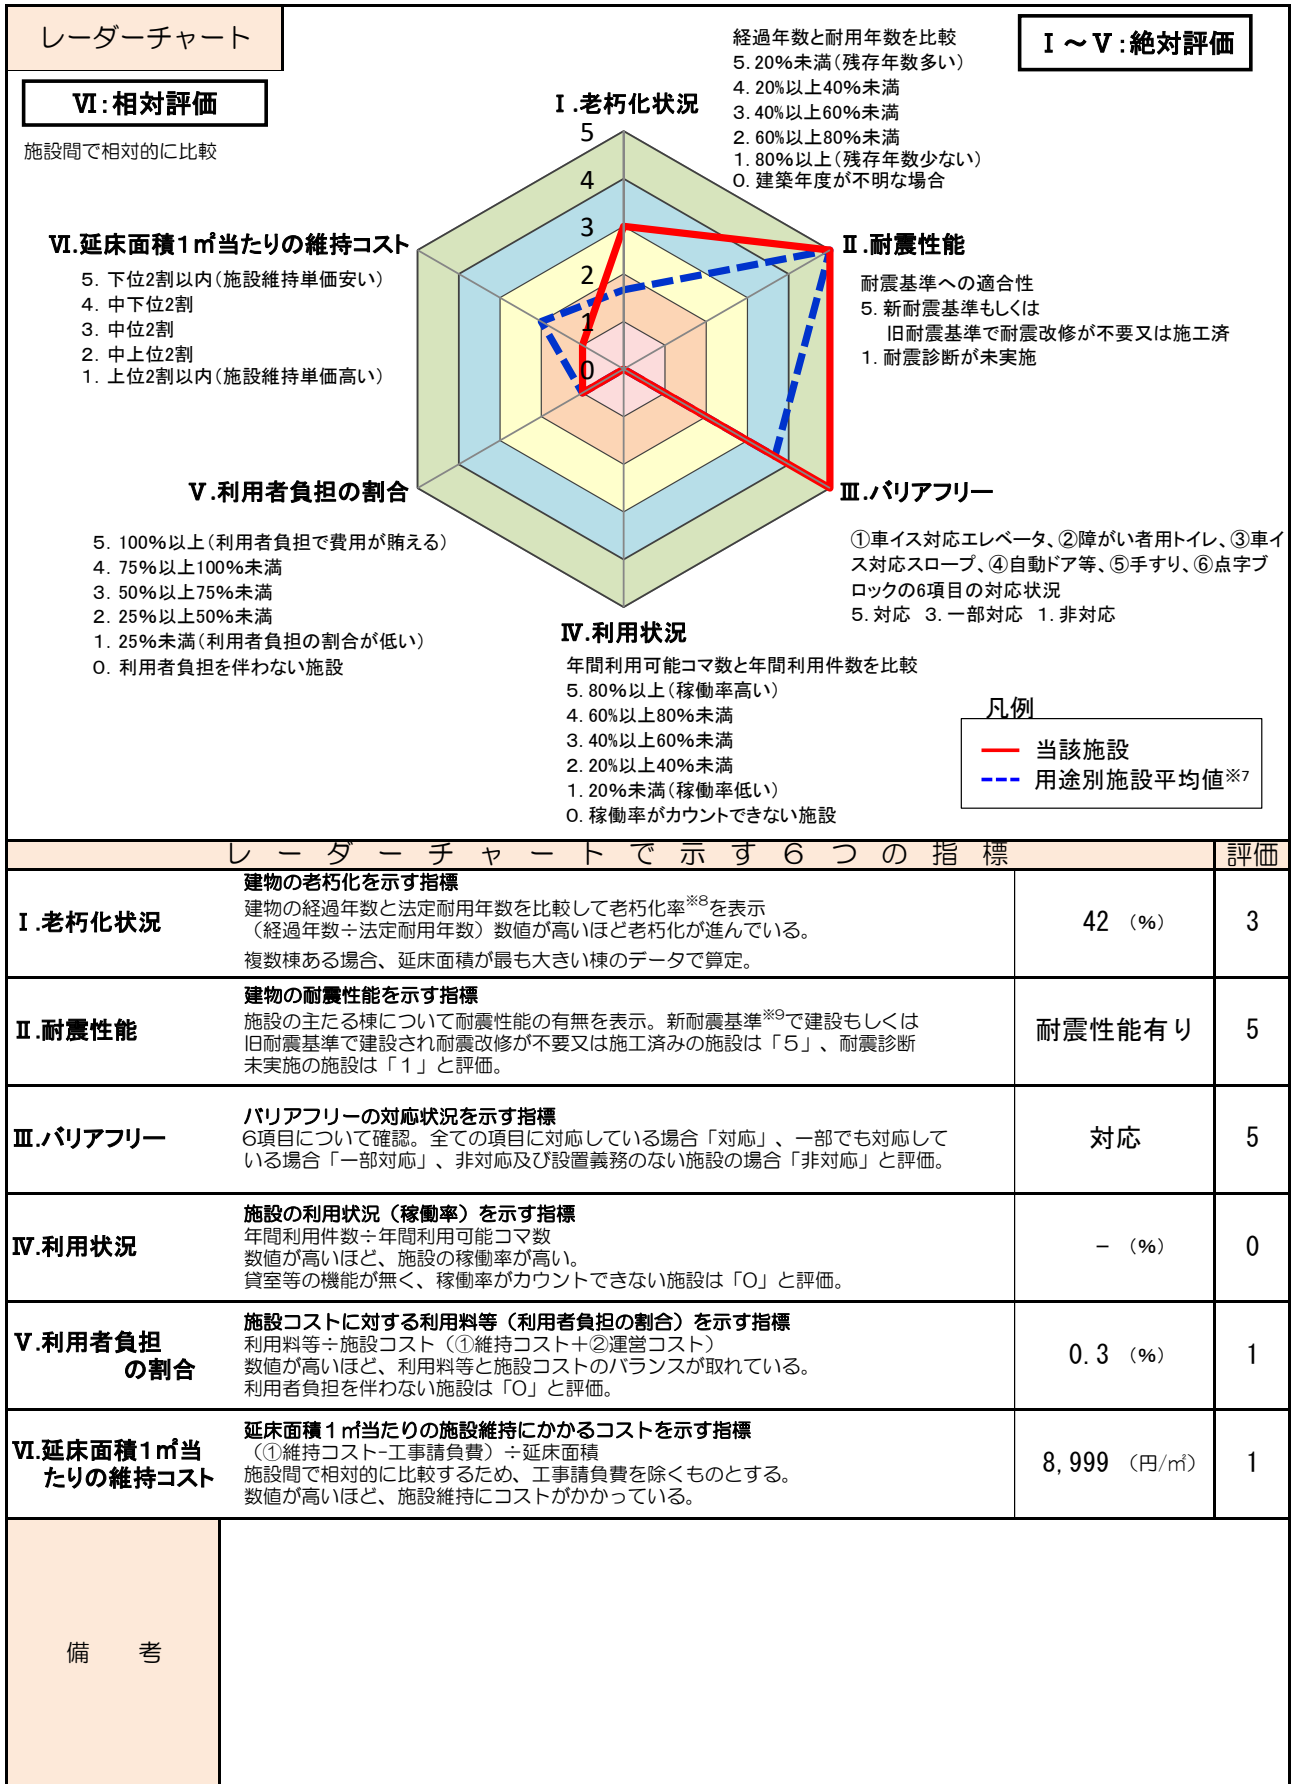 レーダーチャート
Ⅰ～Ⅴ:絶対評価
Ⅵ:相対評価
施設間で相対的に比較
Ⅰ.老朽化状況
経過年数と耐用年数を比較
5.20%未満(残存年数多い)
4.20%以上40%未満
3.40%以上60%未満
2.60%以上80%未満
1.80%以上(残存年数少ない)
0.建築年度が不明な場合
5
4
3
2
1
0
Ⅱ.耐震性能
耐震基準への適合性
5.新耐震基準もしくは
旧耐震基準で耐震改修が不要又は施工済
1.耐震診断が未実施
Ⅵ.延床面積1㎡当たりの維持コスト
5.下位2割以内(施設維持単価安い)
4.中下位2割
3.中位2割
2.中上位2割
1.上位2割以内(施設維持単価高い)
Ⅲ.バリアフリー
①車イス対応エレベータ、②障がい者用トイレ、③車イ
ス対応スロープ、④自動ドア等、⑤手すり、⑥点字ブ
ロックの6項目の対応状況
5.対応 3.一部対応 1.非対応
Ⅴ.利用者負担の割合
5.100%以上(利用者負担で費用が賄える)
4.75%以上100%未満
3.50%以上75%未満
2.25%以上50%未満
1.25%未満(利用者負担の割合が低い)
0.利用者負担を伴わない施設
Ⅳ.利用状況
年間利用可能コマ数と年間利用件数を比較
5.80%以上(稼働率高い)
4.60%以上80%未満
3.40%以上60%未満
2.20%以上40%未満
1.20%未満(稼働率低い)
0.稼働率がカウントできない施設
凡例
当該施設
用途別施設平均値※7
レーダーチャートで示す6つの指標 評価
Ⅰ.老朽化状況
建物の老朽化を示す指標
建物の経過年数と法定耐用年数を比較して老朽化率※8を表示
(経過年数÷法定耐用年数)数値が高いほど老朽化が進んでいる。
複数棟ある場合、延床面積が最も大きい棟のデータで算定。
42 (%) 3
Ⅱ.耐震性能
建物の耐震性能を示す指標
施設の主たる棟について耐震性能の有無を表示。新耐震基準※9で建設もしくは
旧耐震基準で建設され耐震改修が不要又は施工済みの施設は「5」、耐震診断
未実施の施設は「1」と評価。
耐震性能有り 5
Ⅲ.バリアフリー
バリアフリーの対応状況を示す指標
6項目について確認。全ての項目に対応している場合「対応」、一部でも対応して
いる場合「一部対応」、非対応及び設置義務のない施設の場合「非対応」と評価。
対応 5
Ⅳ.利用状況
施設の利用状況(稼働率)を示す指標
年間利用件数÷年間利用可能コマ数
数値が高いほど、施設の稼働率が高い。
貸室等の機能が無く、稼働率がカウントできない施設は「0」と評価。
- (%) 0
Ⅴ.利用者負担
の割合
施設コストに対する利用料等(利用者負担の割合)を示す指標
利用料等÷施設コスト(①維持コスト+②運営コスト)
数値が高いほど、利用料等と施設コストのバランスが取れている。
利用者負担を伴わない施設は「0」と評価。
0.3 (%) 1
Ⅵ.延床面積1㎡当
たりの維持コスト
延床面積1㎡当たりの施設維持にかかるコストを示す指標
(①維持コスト-工事請負費)÷延床面積
施設間で相対的に比較するため、工事請負費を除くものとする。
数値が高いほど、施設維持にコストがかかっている。
8,999 (円/㎡) 1
備 考